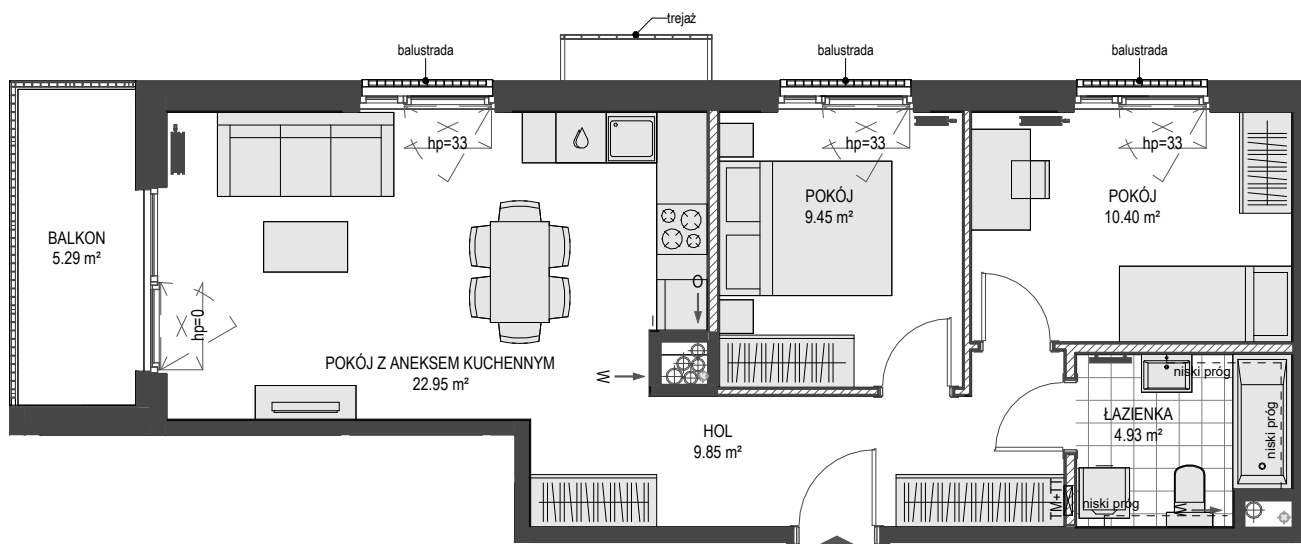 trejaż
balustrada
balustrada
balustrada
hp=33
hp=33
hp=33
POKÓJ
9.45 m²
POKÓJ
10.40 m²
BALKON
5.29 m²
O
hp=0
POKÓJ Z ANEKSEM KUCHENNYM
22.95 m²
W
niski próg
ŁAZIENKA
4.93 m²
niski próg
HOL
9.85 m²
TM+TT
niski próg
W